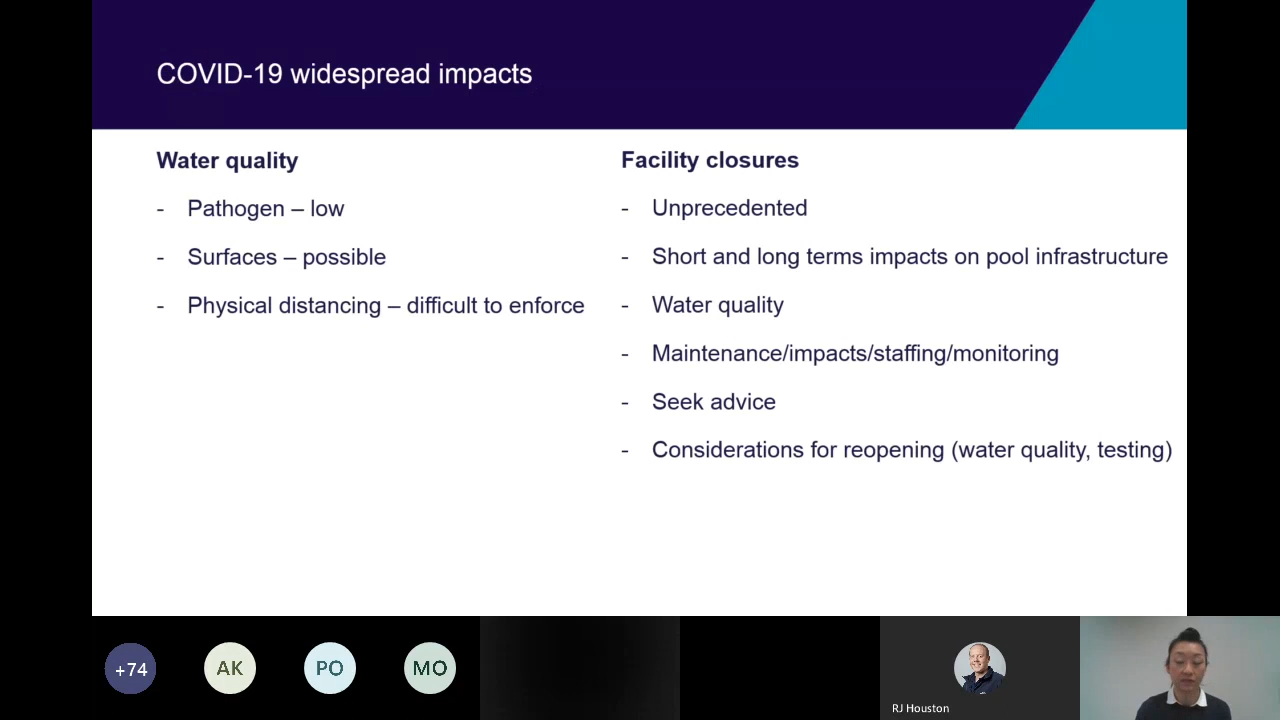 COVID-19 widespread impacts
Water quality
- Pathogen – low
- Surfaces – possible
- Physical distancing – difficult to enforce
Facility closures
- Unprecedented
- Short and long terms impacts on pool infrastructure
- Water quality
- Maintenance/impacts/staffing/monitoring
- Seek advice
- Considerations for reopening (water quality, testing)
+74
AK
PO
MO
RJ Houston